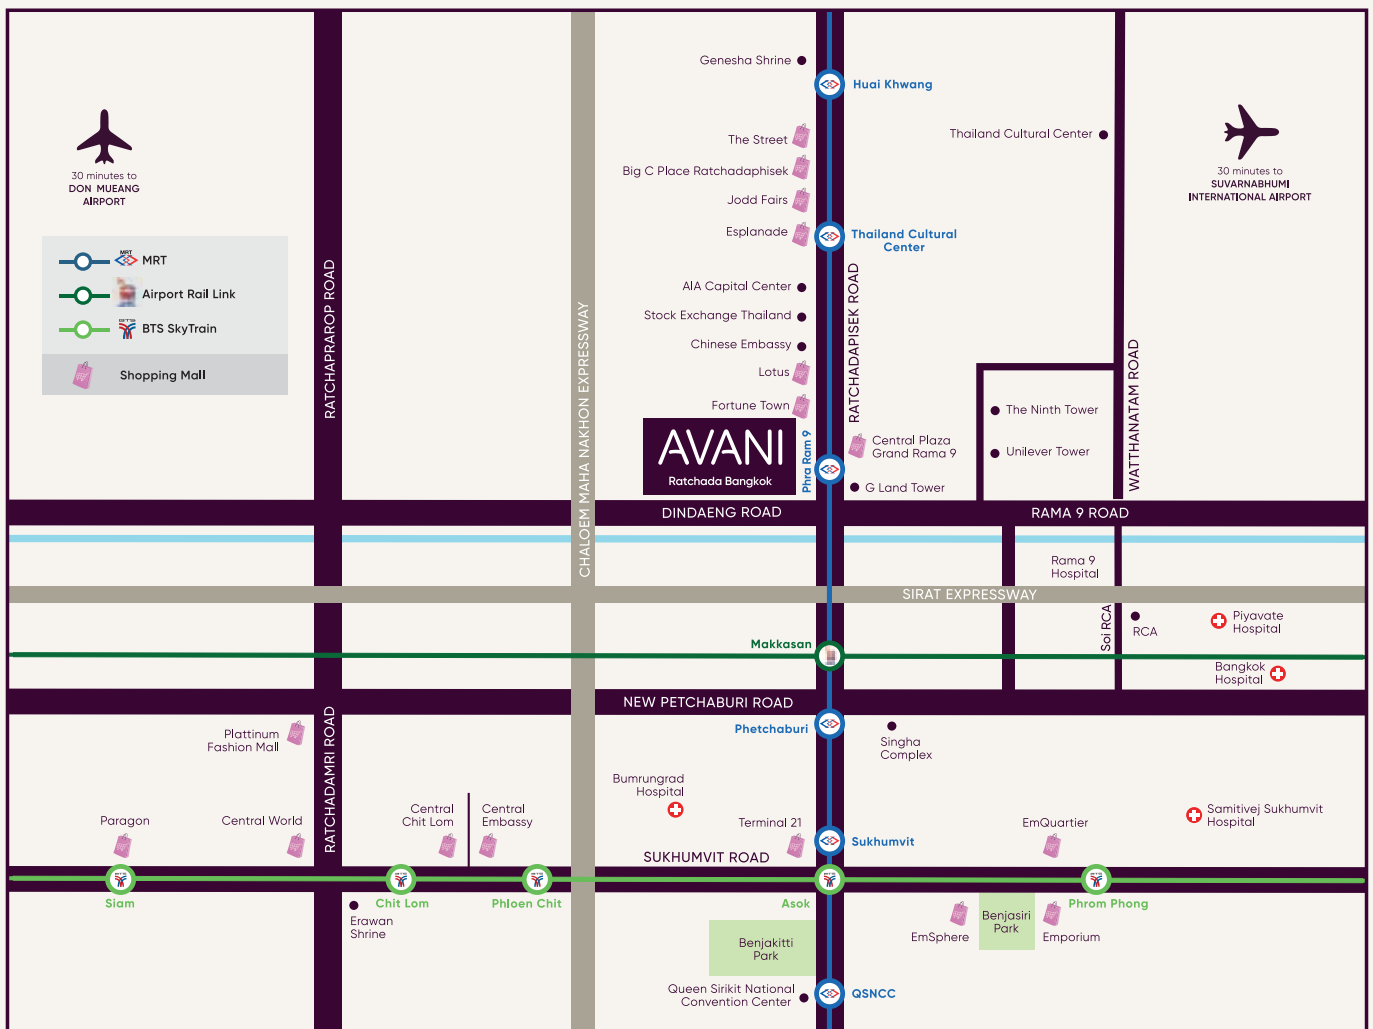 Genesha Shrine
Huai Khwang
The Street
Thailand Cultural Center
Big C Place Ratchadaphisek
30 minutes to
DON MUEANG
AIRPORT
30 minutes to
SUVARNABHUMI
INTERNATIONAL AIRPORT
Jodd Fairs
Esplanade
Thailand Cultural
Center
MRT
MRT
Airport Rail Link
BTS
BTS SkyTrain
Shopping Mall
RATCHAPRAROP ROAD
CHALOEM MAHA NAKHON EXPRESSWAY
RATCHADAPISEK ROAD
WATTHANATAM ROAD
AIA Capital Center
Stock Exchange Thailand
Chinese Embassy
Lotus
Fortune Town
AVANI
Ratchada Bangkok
Phra Ram 9
Central Plaza
Grand Rama 9
G Land Tower
The Ninth Tower
Unilever Tower
DINDAENG ROAD
RAMA 9 ROAD
Rama 9
Hospital
SIRAT EXPRESSWAY
Soi RCA
RCA
Piyavate
Hospital
Makkasan
Bangkok
Hospital
NEW PETCHABURI ROAD
Phetchaburi
Singha
Complex
Plattinum
Fashion Mall
RATCHADAMRI ROAD
Bumrungrad
Hospital
Paragon
Central World
Central
Chit Lom
Central
Embassy
Terminal 21
Sukhumvit
EmQuartier
Samitivej Sukhumvit
Hospital
SUKHUMVIT ROAD
BTS
BTS
BTS
BTS
BTS
Siam
Chit Lom
Phloen Chit
Asok
Phrom Phong
Erawan
Shrine
EmSphere
Benjasiri
Park
Emporium
Benjakitti
Park
Queen Sirikit National
Convention Center
QSNCC